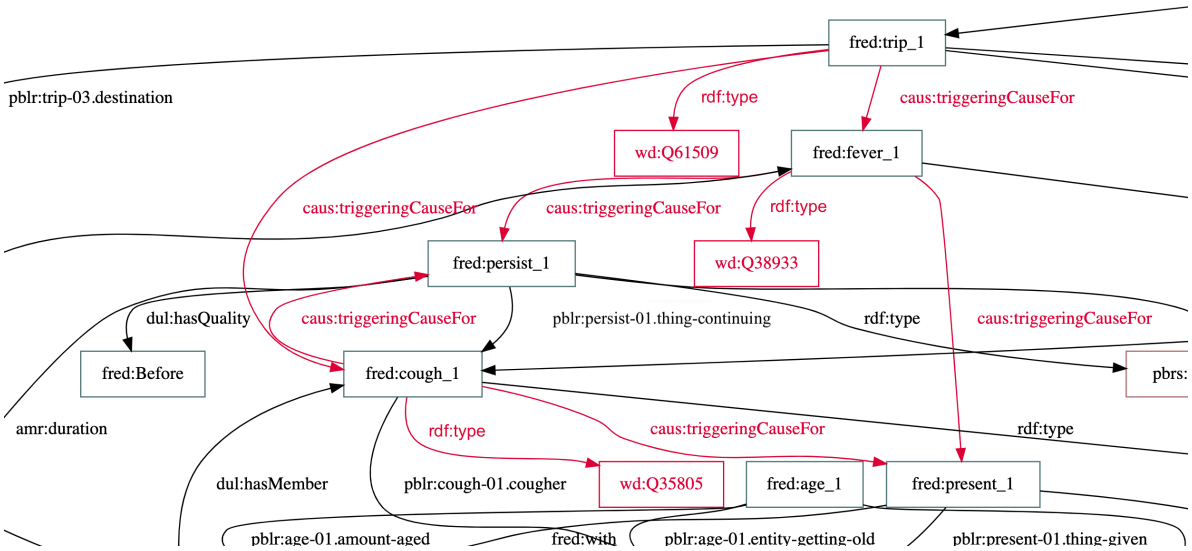 fred:trip_1
pblr:trip-03.destination
rdf:type
caus:triggeringCauseFor
wd:Q61509
fred:fever_1
caus:triggeringCauseFor
caus:triggeringCauseFor
rdf:type
fred:persist_1
wd:Q38933
dul:hasQuality
caus:triggeringCauseFor
pblr:persist-01.thing-continuing
rdf:type
caus:triggeringCauseFor
fred:Before
fred:cough_1
pbrs:
amr:duration
rdf:type
caus:triggeringCauseFor
rdf:type
dul:hasMember
pblr:cough-01.cougher
wd:Q35805
fred:age_1
fred:present_1
pblr:age-01.amount-aged
fred:with
pblr:age-01.entity-getting-old
pblr:present-01.thing-given